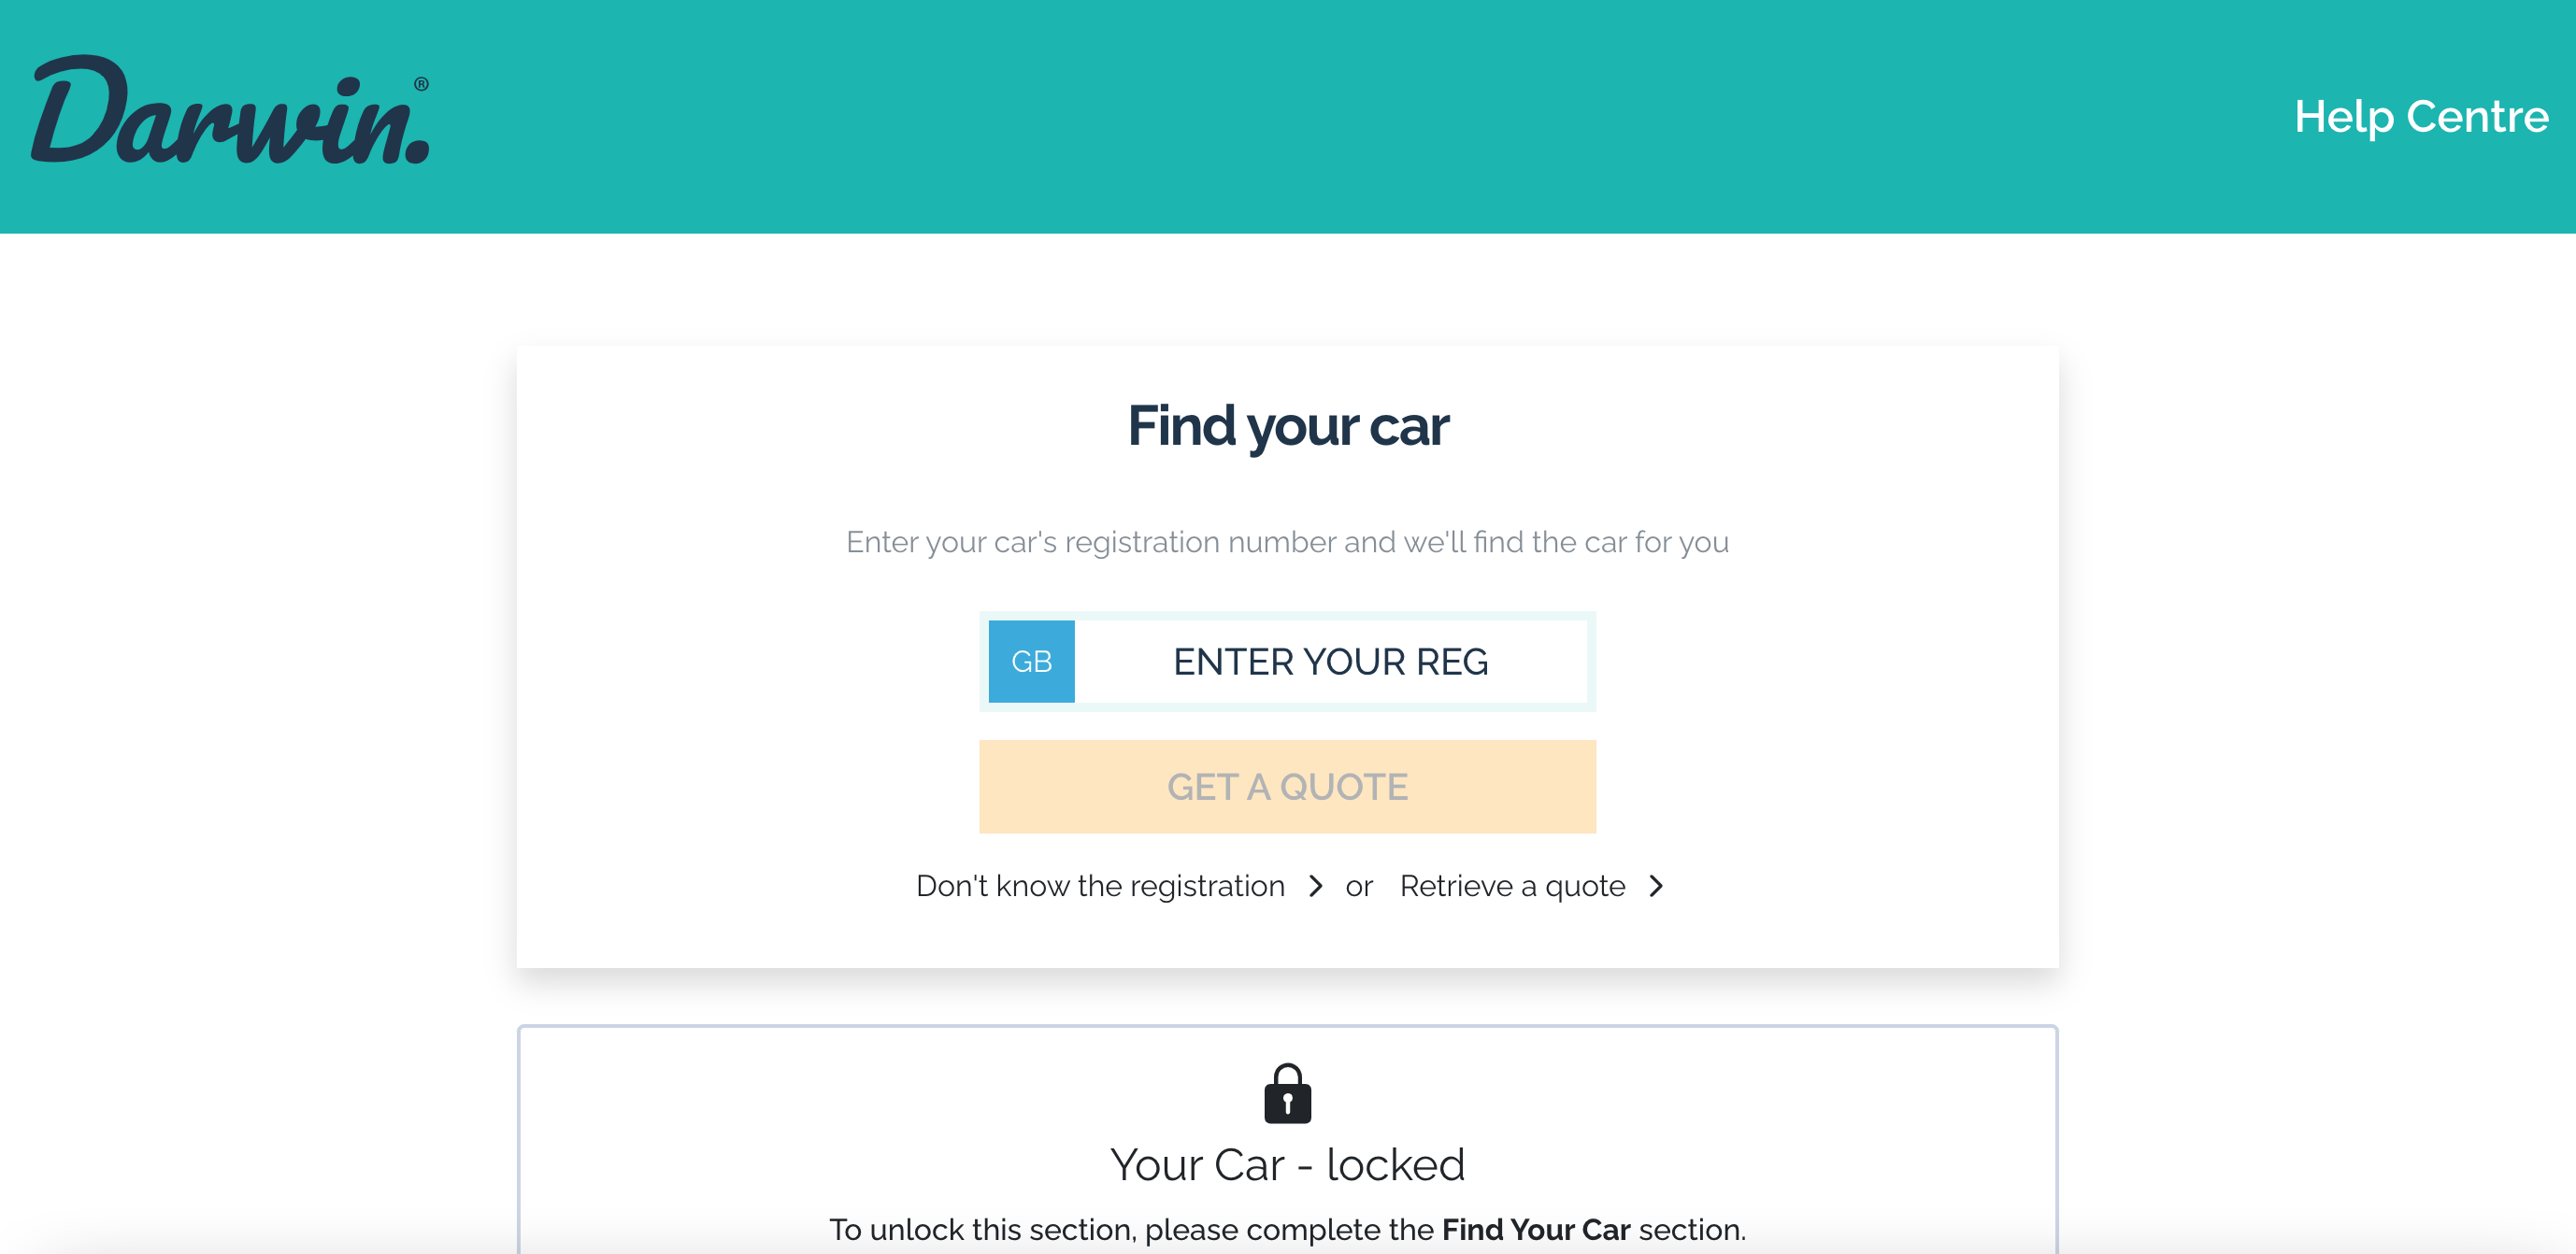 Darwin.®
Help Centre
Find your car
Enter your car's registration number and we'll find the car for you
GB
ENTER YOUR REG
GET A QUOTE
Don't know the registration > or Retrieve a quote >
Your Car - locked
To unlock this section, please complete the Find Your Car section.